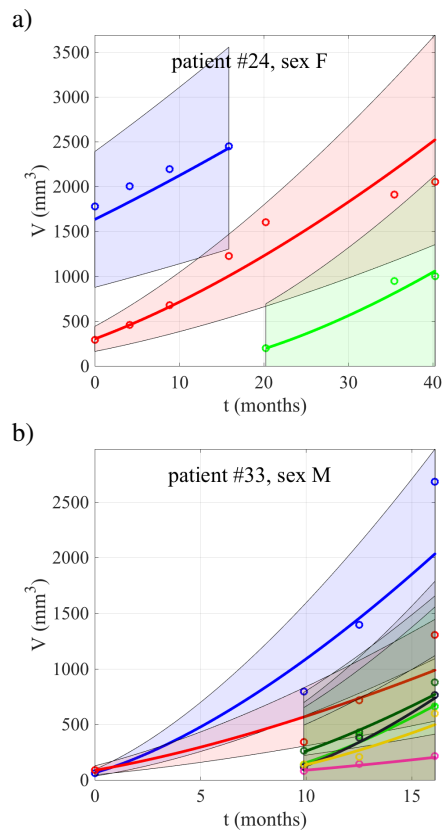 a)
patient #24, sex F
V (mm³)
3500
3000
2500
2000
1500
1000
500
0
0 10 20 30 40
t (months)
b)
patient #33, sex M
V (mm³)
2500
2000
1500
1000
500
0
0 5 10 15
t (months)